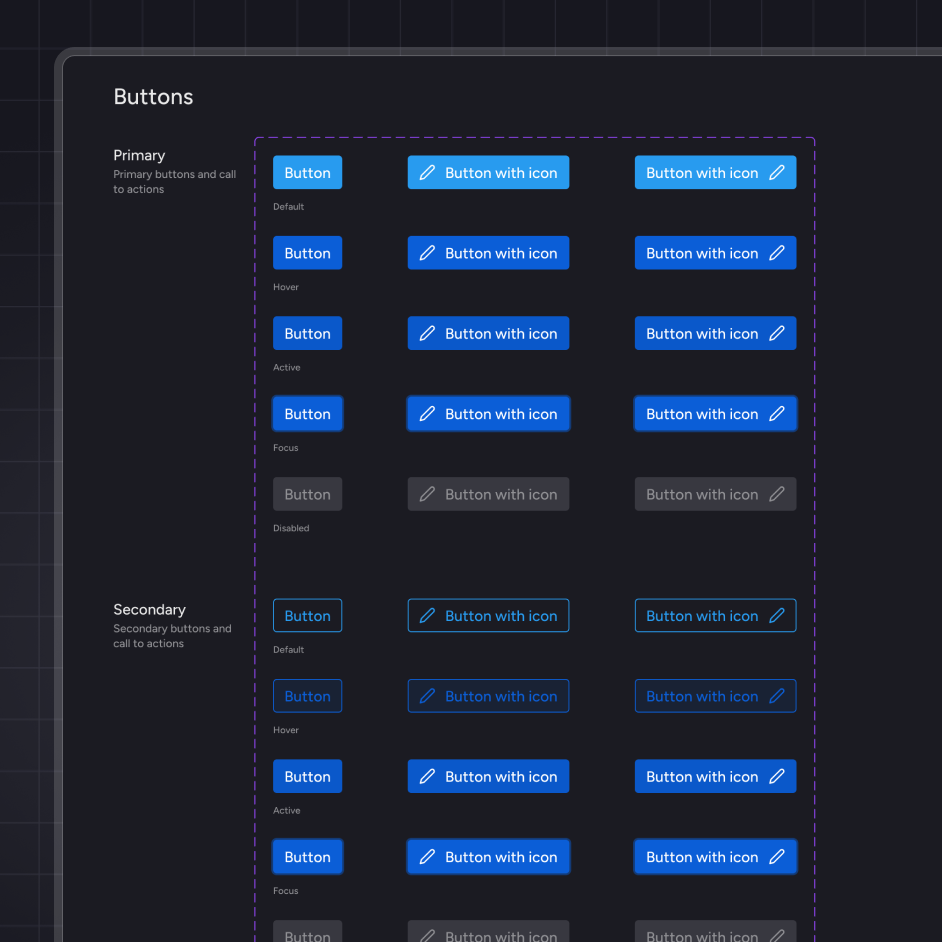 Buttons
Primary
Primary buttons and call
to actions
Button
Button with icon
Button with icon
Default
Button
Button with icon
Button with icon
Hover
Button
Button with icon
Button with icon
Active
Button
Button with icon
Button with icon
Focus
Button
Button with icon
Button with icon
Disabled
Secondary
Secondary buttons and
call to actions
Button
Button with icon
Button with icon
Default
Button
Button with icon
Button with icon
Hover
Button
Button with icon
Button with icon
Active
Button
Button with icon
Button with icon
Focus
Button
Button with icon
Button with icon